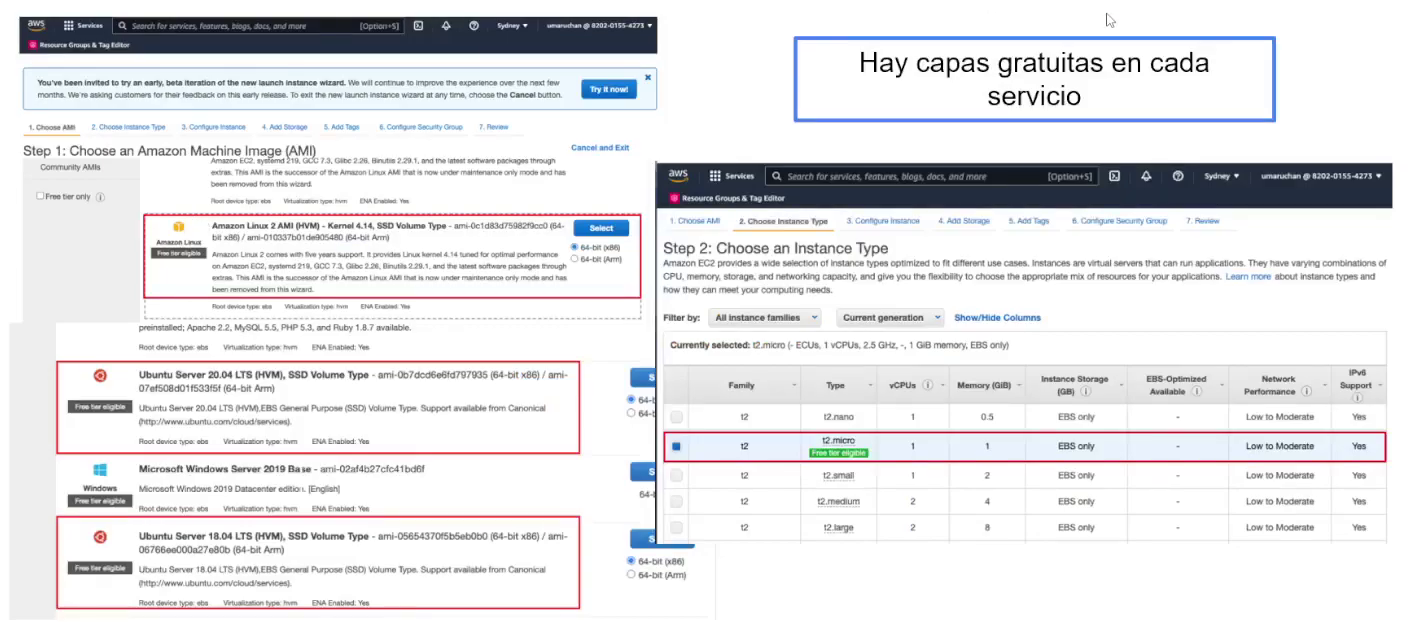 Hay capas gratuitas en cada
servicio
aws
Services
Search for services, features, blogs, docs, and more
[Option+S]
Sydney
umaruchan @ 8202-0155-4273
Resource Groups & Tag Editor
You've been invited to try an early, beta iteration of the new launch instance wizard. We will continue to improve the experience over the next few
months. We're asking customers for their feedback on this early release. To exit the new launch instance wizard at any time, choose the Cancel button.
Try it now!
1. Choose AMI 2. Choose Instance Type 3. Configure Instance 4. Add Storage 5. Add Tags 6. Configure Security Group 7. Review
Step 1: Choose an Amazon Machine Image (AMI)
Cancel and Exit
Community AMIs
Free tier only
Amazon EC2, systemd 219, GCC 7.3, Glibc 2.26, Binutils 2.29.1, and the latest software packages through
extras. This AMI is the successor of the Amazon Linux AMI that is now under maintenance only mode and has
been removed from this wizard.
Root device type: ebs Virtualization type: hvm ENA Enabled: Yes
Amazon Linux
Free tier eligible
Amazon Linux 2 AMI (HVM) - Kernel 4.14, SSD Volume Type - ami-0c1d83d75982f9cc0 (64-
bit x86) / ami-010337b01de905480 (64-bit Arm)
Amazon Linux 2 comes with five years support. It provides Linux kernel 4.14 tuned for optimal performance
on Amazon EC2, systemd 219, GCC 7.3, Glibc 2.26, Binutils 2.29.1, and the latest software packages through
extras. This AMI is the successor of the Amazon Linux AMI that is now under maintenance only mode and has
been removed from this wizard.
Select
64-bit (x86)
64-bit (Arm)
Root device type: ebs Virtualization type: hvm ENA Enabled: Yes
preinstalled; Apache 2.2, MySQL 5.5, PHP 5.3, and Ruby 1.8.7 available.
Root device type: ebs Virtualization type: hvm ENA Enabled: Yes
Free tier eligible
Ubuntu Server 20.04 LTS (HVM), SSD Volume Type - ami-0b7dcd6e6fd797935 (64-bit x86) / ami-
07ef508d01f533f5f (64-bit Arm)
Ubuntu Server 20.04 LTS (HVM),EBS General Purpose (SSD) Volume Type. Support available from Canonical
(http://www.ubuntu.com/cloud/services).
Root device type: ebs Virtualization type: hvm ENA Enabled: Yes
S
64-b
64-b
Windows
Free tier eligible
Microsoft Windows Server 2019 Base - ami-02af4b27cfc41bd6f
Microsoft Windows 2019 Datacenter edition. [English]
Root device type: ebs Virtualization type: hvm ENA Enabled: Yes
S
64-b
Free tier eligible
Ubuntu Server 18.04 LTS (HVM), SSD Volume Type - ami-05654370f5b5eb0b0 (64-bit x86) / ami-
06766ee000a27e80b (64-bit Arm)
Ubuntu Server 18.04 LTS (HVM),EBS General Purpose (SSD) Volume Type. Support available from Canonical
(http://www.ubuntu.com/cloud/services).
Root device type: ebs Virtualization type: hvm ENA Enabled: Yes
S
64-bit (x86)
64-bit (Arm)
aws
Services
Search for services, features, blogs, docs, and more
[Option+S]
Sydney
umaruchan @ 8202-0155-4273
Resource Groups & Tag Editor
1. Choose AMI 2. Choose Instance Type 3. Configure Instance 4. Add Storage 5. Add Tags 6. Configure Security Group 7. Review
Step 2: Choose an Instance Type
Amazon EC2 provides a wide selection of instance types optimized to fit different use cases. Instances are virtual servers that can run applications. They have varying combinations of
CPU, memory, storage, and networking capacity, and give you the flexibility to choose the appropriate mix of resources for your applications. Learn more about instance types and
how they can meet your computing needs.
Filter by: All instance families Current generation Show/Hide Columns
Currently selected: t2.micro (- ECUs, 1 vCPUs, 2.5 GHz, -, 1 GiB memory, EBS only)
Family Type vCPUs Memory (GiB) Instance Storage (GB) EBS-Optimized Available Network Performance IPv6 Support
t2 t2.nano 1 0.5 EBS only - Low to Moderate Yes
t2 t2.micro Free tier eligible 1 1 EBS only - Low to Moderate Yes
t2 t2.small 1 2 EBS only - Low to Moderate Yes
t2 t2.medium 2 4 EBS only - Low to Moderate Yes
t2 t2.large 2 8 EBS only - Low to Moderate Yes